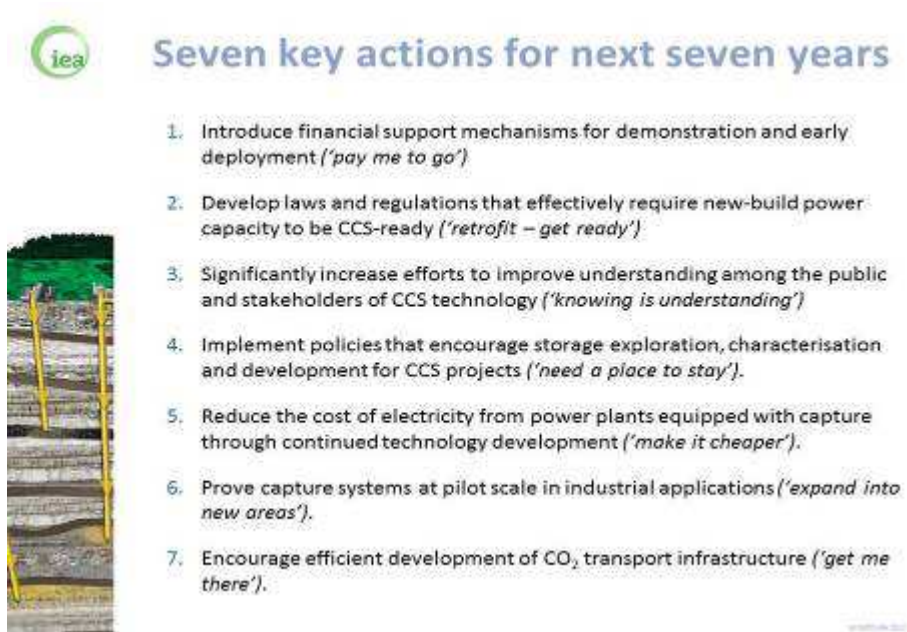 iea
Seven key actions for next seven years
1. Introduce financial support mechanisms for demonstration and early
deployment (‘pay me to go’)
2. Develop laws and regulations that effectively require new-build power
capacity to be CCS-ready (‘retrofit – get ready’)
3. Significantly increase efforts to improve understanding among the public
and stakeholders of CCS technology (‘knowing is understanding’)
4. Implement policies that encourage storage exploration, characterisation
and development for CCS projects (‘need a place to stay’).
5. Reduce the cost of electricity from power plants equipped with capture
through continued technology development (‘make it cheaper’).
6. Prove capture systems at pilot scale in industrial applications (‘expand into
new areas’).
7. Encourage efficient development of CO₂ transport infrastructure (‘get me
there’).